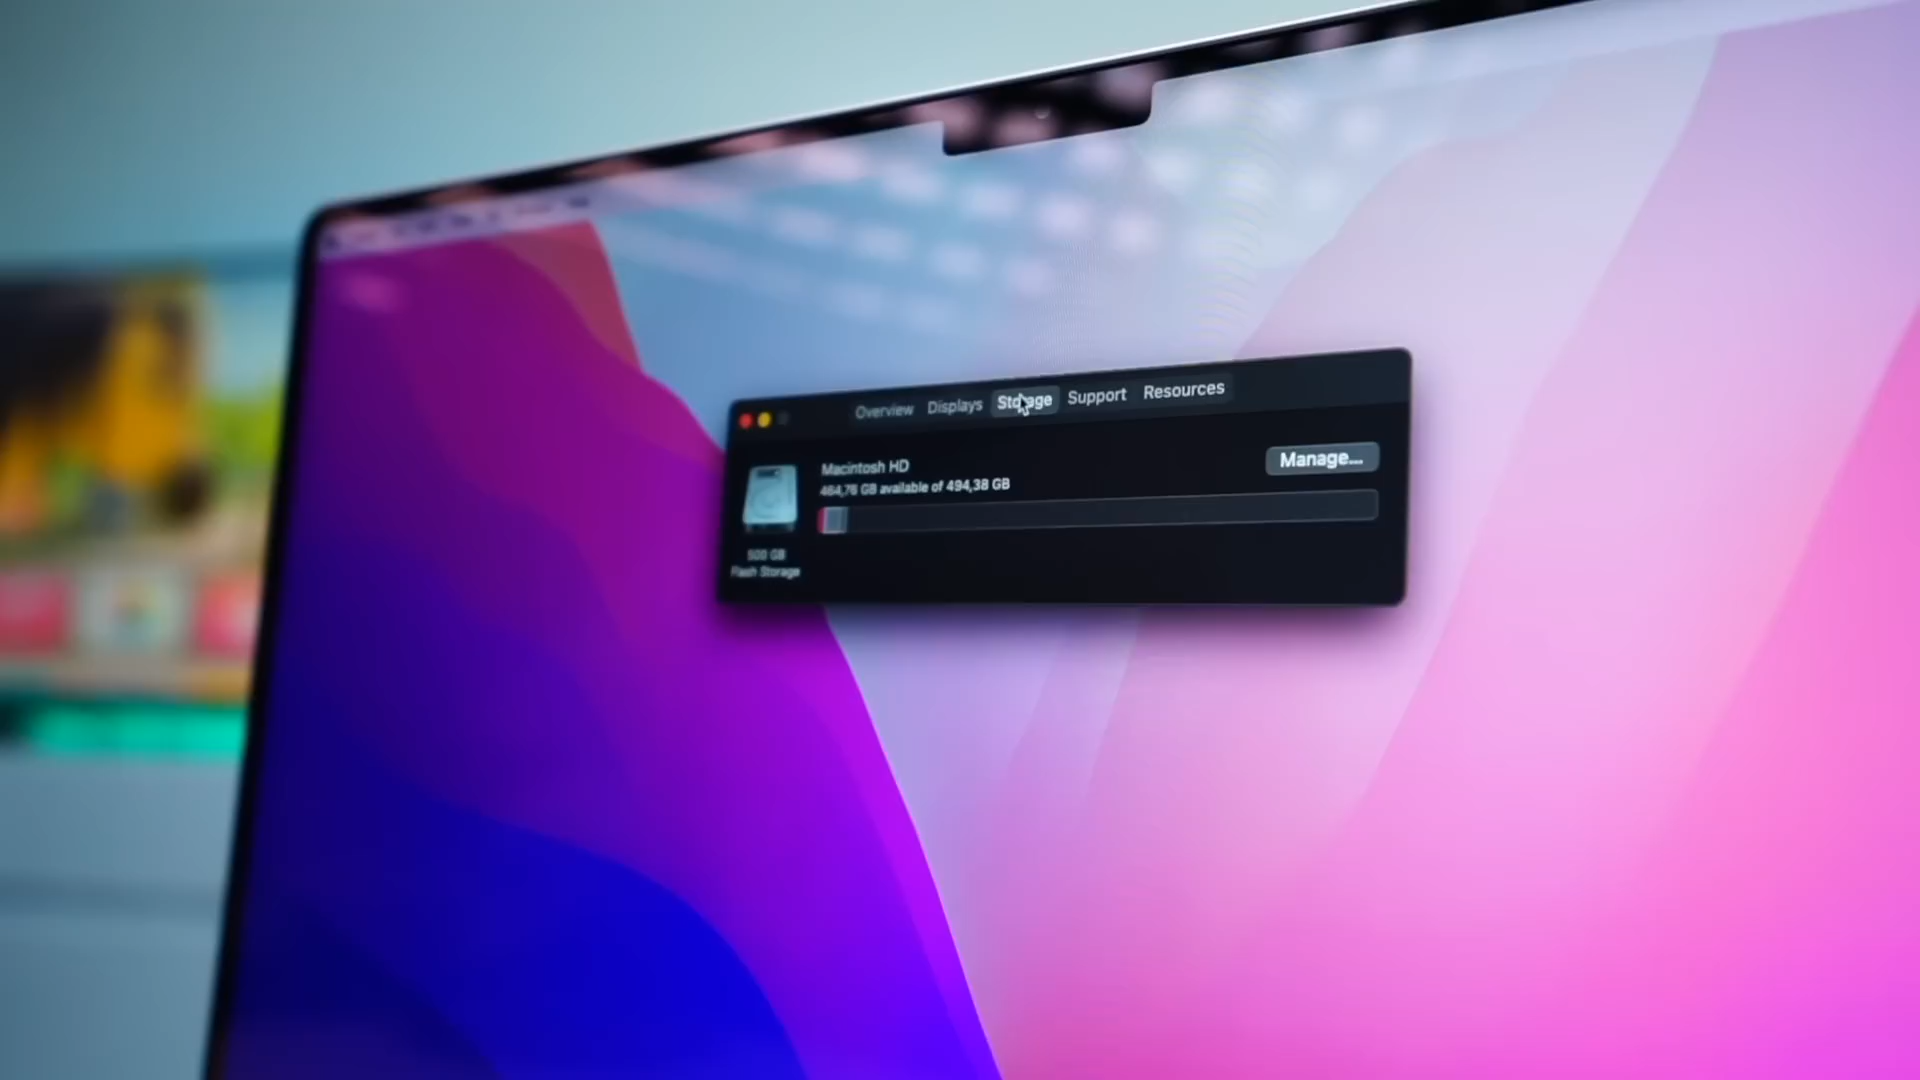 Overview Displays Storage Support Resources
Macintosh HD
464,76 GB available of 494,38 GB
Manage...
500 GB
Flash Storage